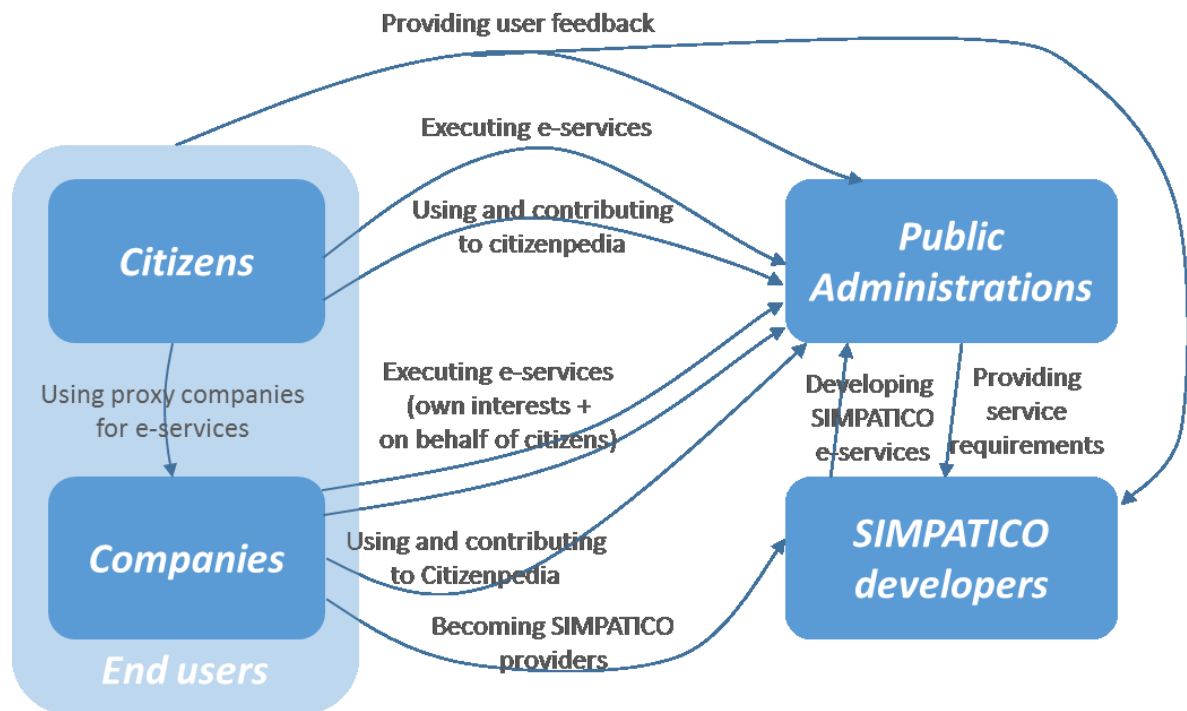 Providing user feedback
Executing e-services
Using and contributing
to citizenpedia
Citizens
Public
Administrations
Using proxy companies
for e-services
Executing e-services
(own interests +
on behalf of citizens)
Developing
SIMPATICO
e-services
Providing
service
requirements
Companies
Using and contributing
to Citizenpedia
SIMPATICO
developers
Becoming SIMPATICO
providers
End users